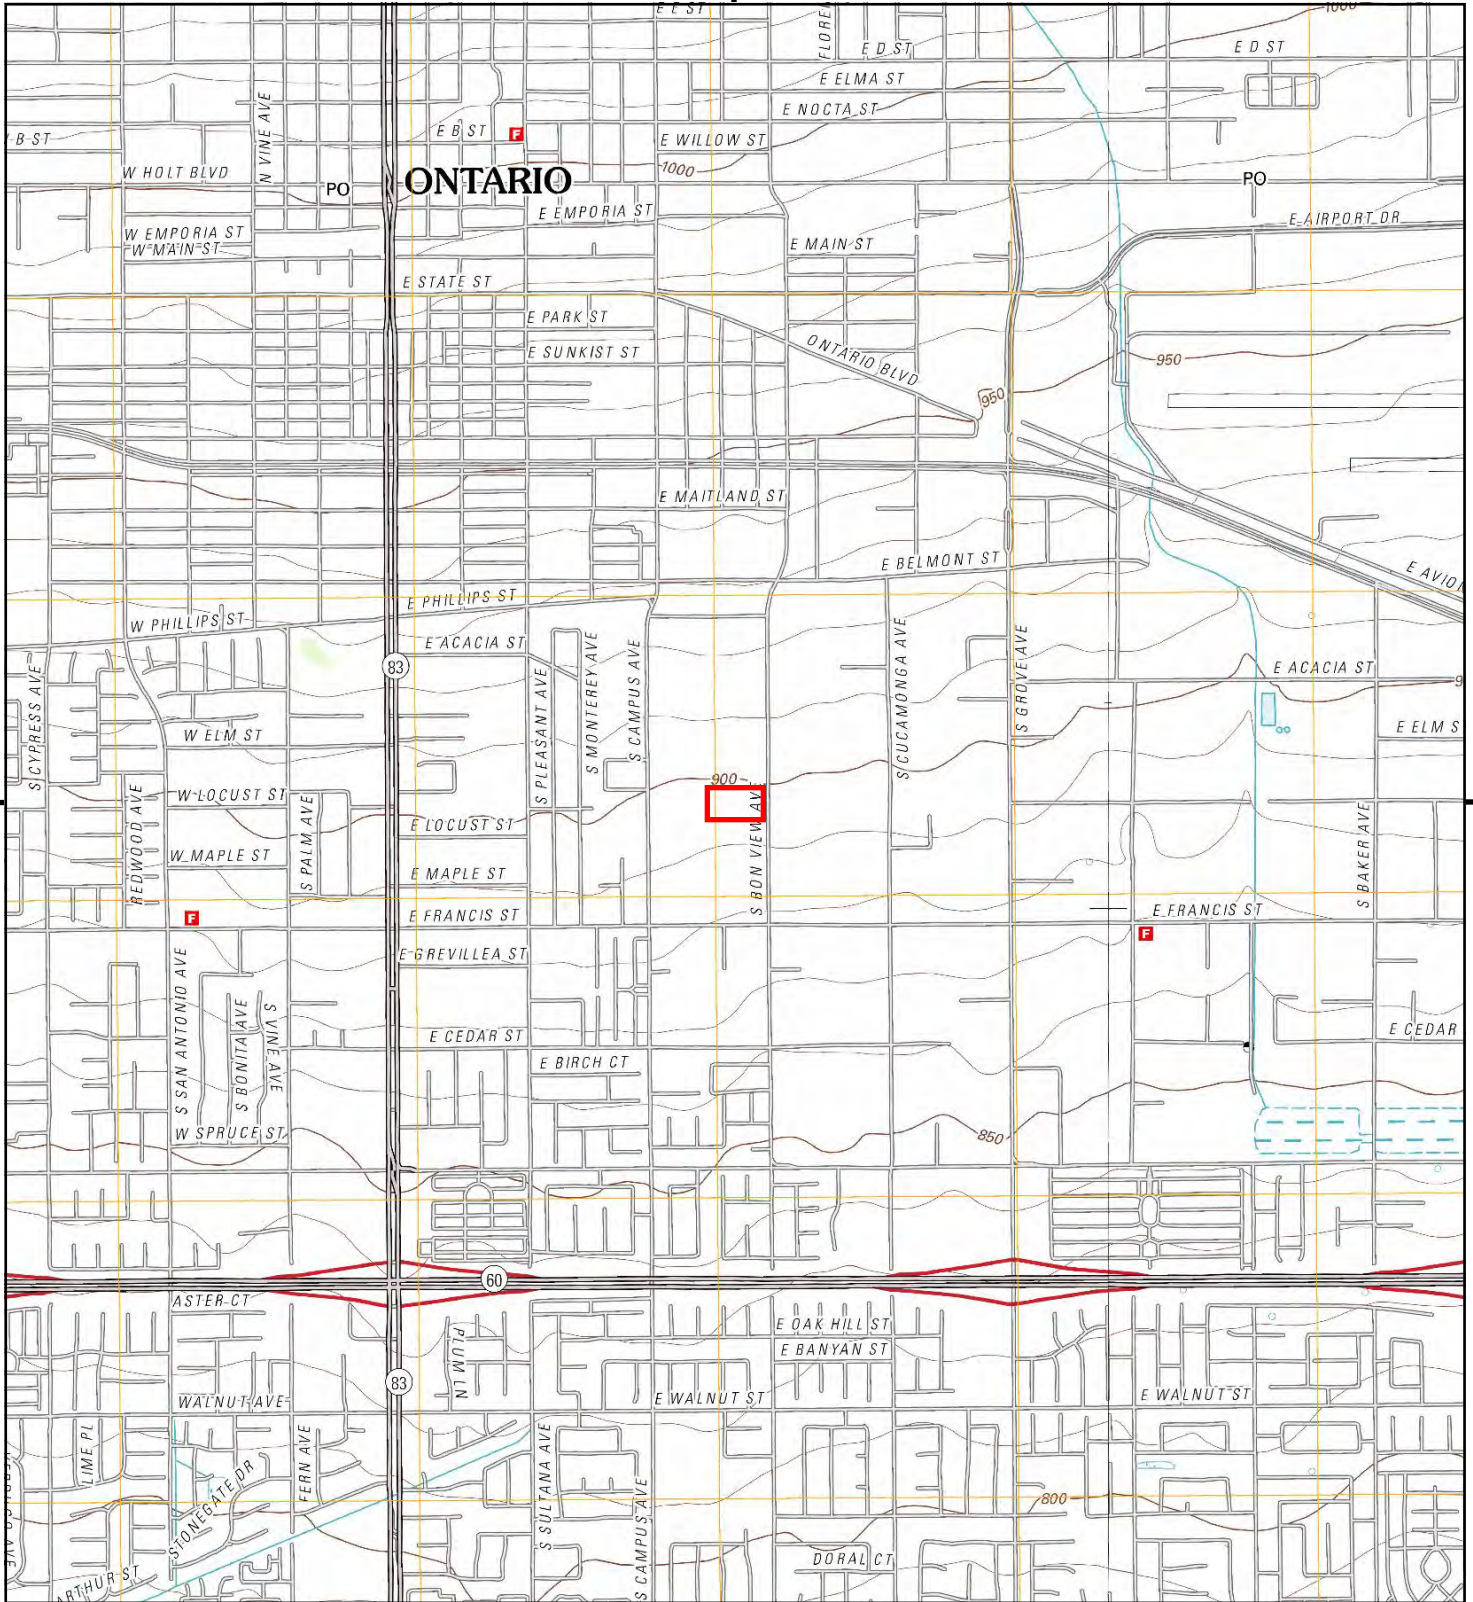 E E ST
1000
E D ST
E D ST
E ELMA ST
N VINE AVE
E NOCTA ST
E B ST
F
E WILLOW ST
B ST
W HOLT BLVD
1000
PO
ONTARIO
PO
E EMPORIA ST
E AIRPORT DR
W EMPORIA ST
W MAIN ST
E MAIN ST
E STATE ST
E PARK ST
E SUNKIST ST
ONTARIO BLVD
950
950
E MAITLAND ST
E BELMONT ST
E PHILLIPS ST
W PHILLIPS ST
E ACACIA ST
83
S CYPRESS AVE
S PLEASANT AVE
S MONTEREY AVE
S CAMPUS AVE
S CUCAMONGA AVE
S GROVE AVE
E ACACIA ST
W ELM ST
E ELM S
900
W LOCUST ST
E LOCUST ST
REDWOOD AVE
S PALM AVE
S BON VIEW AVE
S BAKER AVE
W MAPLE ST
E MAPLE ST
F
E FRANCIS ST
E FRANCIS ST
F
E GREVILLEA ST
S SAN ANTONIO AVE
S BONITA AVE
S VINE AVE
E CEDAR ST
E CEDAR
E BIRCH CT
W SPRUCE ST
850
60
ASTER CT
E OAK HILL ST
E BANYAN ST
PLUM LN
83
WALNUT AVE
E WALNUT ST
E WALNUT ST
LIME PL
FERN AVE
STONEGATE DR
S SULTANA AVE
S CAMPUS AVE
800
DORAL CT
ARTHUR ST